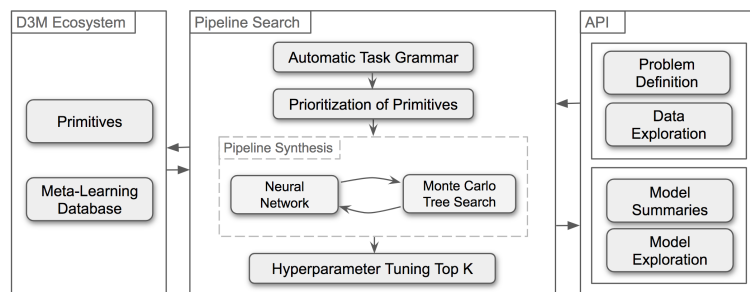 D3M Ecosystem
Primitives
Meta-Learning
Database
Pipeline Search
Automatic Task Grammar
Prioritization of Primitives
Pipeline Synthesis
Neural
Network
Monte Carlo
Tree Search
Hyperparameter Tuning Top K
API
Problem
Definition
Data
Exploration
Model
Summaries
Model
Exploration